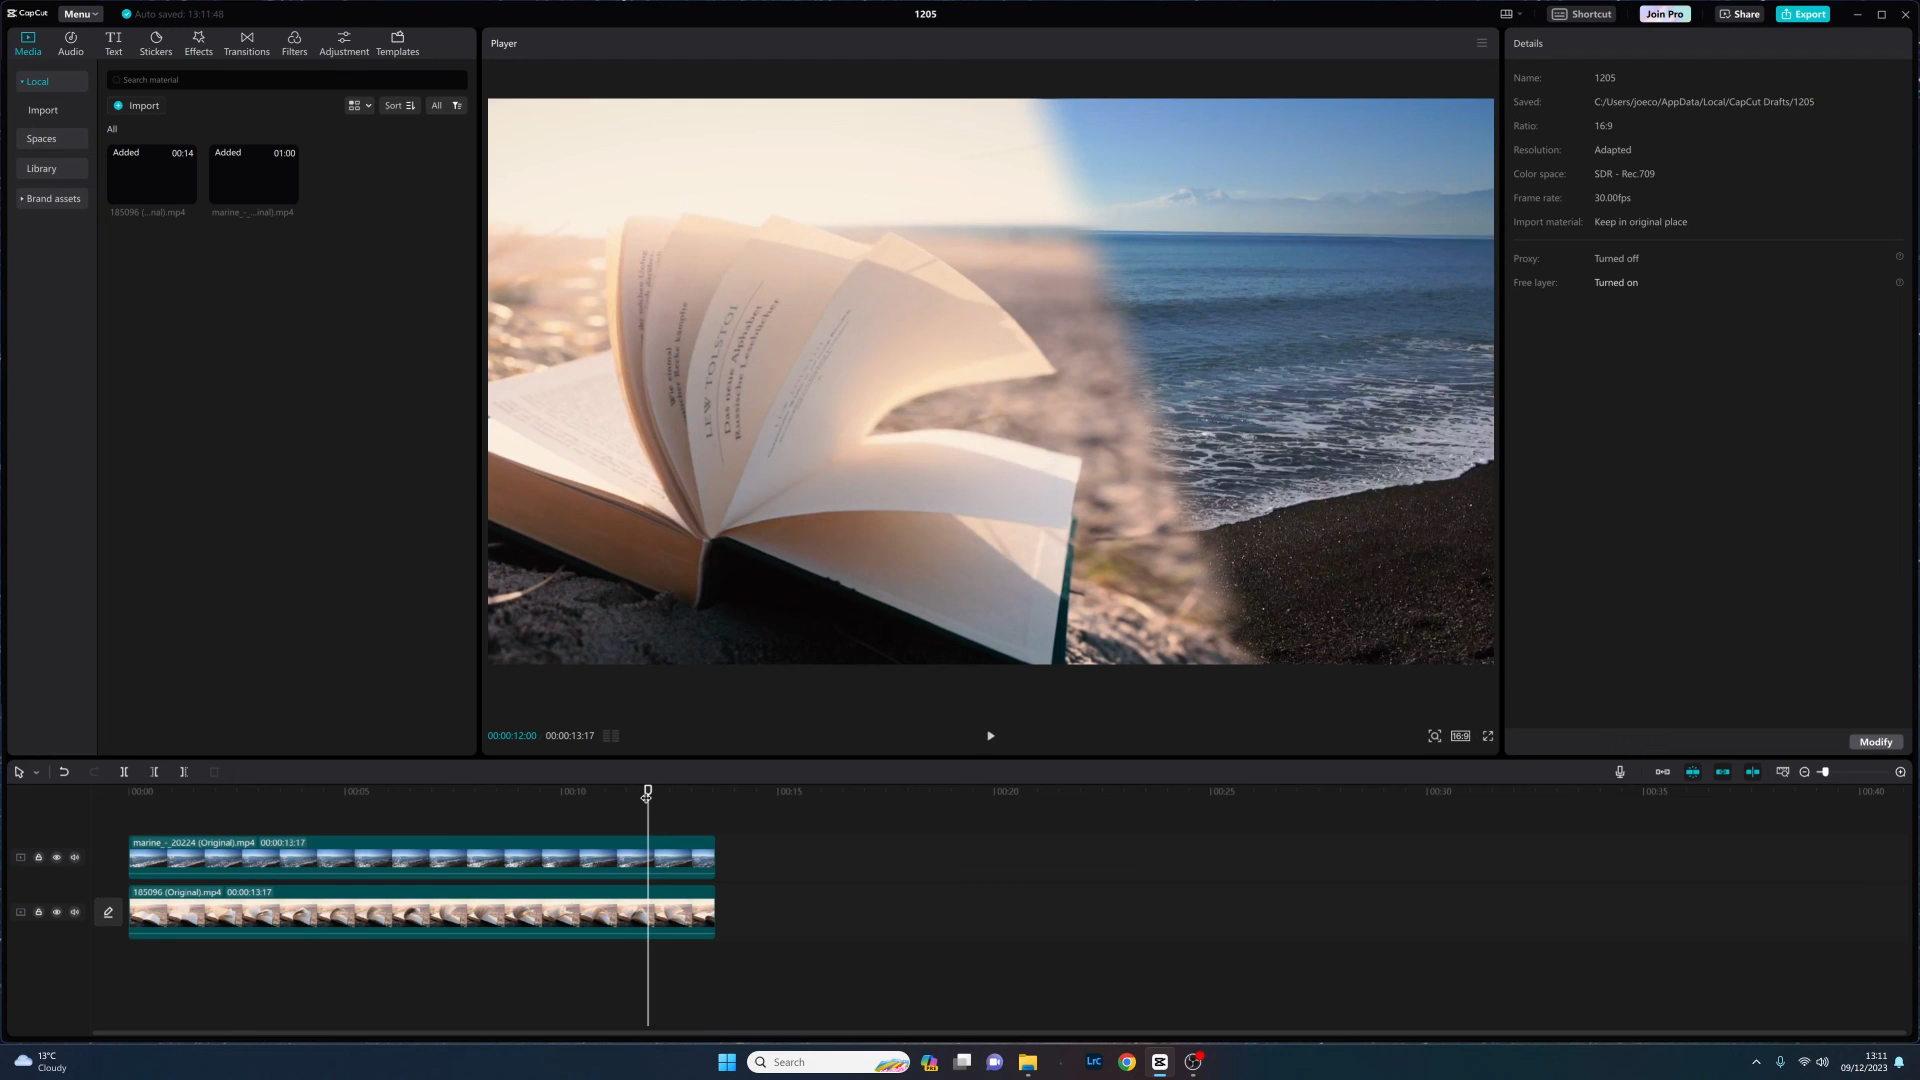 CapCut
Menu
Auto saved: 13:11:48
1205
Shortcut
Join Pro
Share
Export
Media
Audio
TI
Text
Stickers
Effects
Transitions
Filters
Adjustment
Templates
Player
Details
Local
Import
Spaces
Library
Brand assets
Search material
Import
Sort
All
All
Added 00:14
185096 (...nal).mp4
Added 01:00
marine_-_...inal).mp4
LEW TOLSTOI
Das neue Alphabet
Russische Lesebücher
Name: 1205
Saved: C:/Users/joeco/AppData/Local/CapCut Drafts/1205
Ratio: 16:9
Resolution: Adapted
Color space: SDR - Rec.709
Frame rate: 30.00fps
Import material: Keep in original place
Proxy: Turned off
Free layer: Turned on
Modify
00:00:12:00 00:00:13:17
16:9
00:00 00:05 00:10 00:15 00:20 00:25 00:30 00:35 00:40
marine_-_20224 (Original).mp4 00:00:13:17
185096 (Original).mp4 00:00:13:17
13°C
Cloudy
Search
PRE
LrC
13:11
09/12/2023